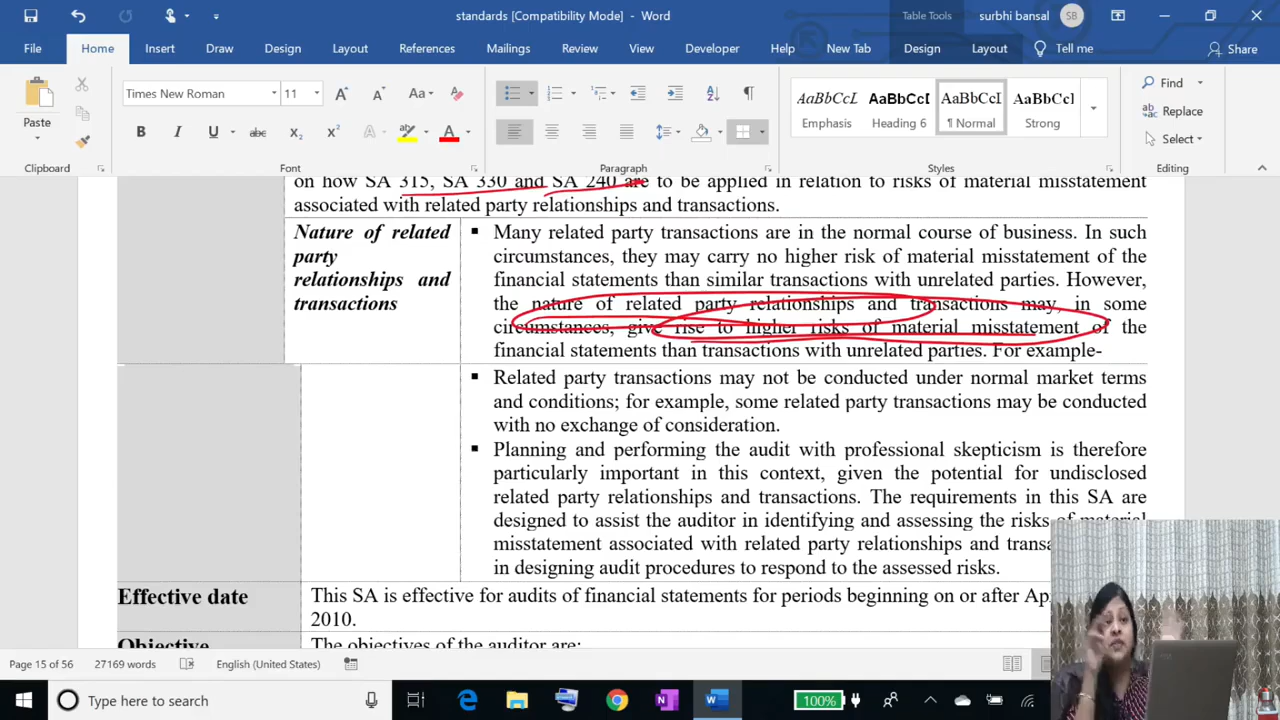 standards [Compatibility Mode] - Word
Table Tools
surbhi bansal
SB
File
Home
Insert
Draw
Design
Layout
References
Mailings
Review
View
Developer
Help
New Tab
Design
Layout
Tell me
Share
Paste
Clipboard
Times New Roman
11
Font
Paragraph
AaBbCcL
Emphasis
AaBbCcD
Heading 6
AaBbCcD
¶ Normal
AaBbCc
Strong
Styles
Find
Replace
Select
Editing
on how SA 315, SA 330 and SA 240 are to be applied in relation to risks of material misstatement
associated with related party relationships and transactions.
Nature of related
party
relationships and
transactions
▪ Many related party transactions are in the normal course of business. In such
circumstances, they may carry no higher risk of material misstatement of the
financial statements than similar transactions with unrelated parties. However,
the nature of related party relationships and transactions may, in some
circumstances, give rise to higher risks of material misstatement of the
financial statements than transactions with unrelated parties. For example-
▪ Related party transactions may not be conducted under normal market terms
and conditions; for example, some related party transactions may be conducted
with no exchange of consideration.
▪ Planning and performing the audit with professional skepticism is therefore
particularly important in this context, given the potential for undisclosed
related party relationships and transactions. The requirements in this SA are
designed to assist the auditor in identifying and assessing the risks of material
misstatement associated with related party relationships and
in designing audit procedures to respond to the assessed risks.
Effective date
This SA is effective for audits of financial statements for periods beginning on or after
2010.
Objective
The objectives of the auditor are:
Page 15 of 56
27169 words
English (United States)
Type here to search
100%